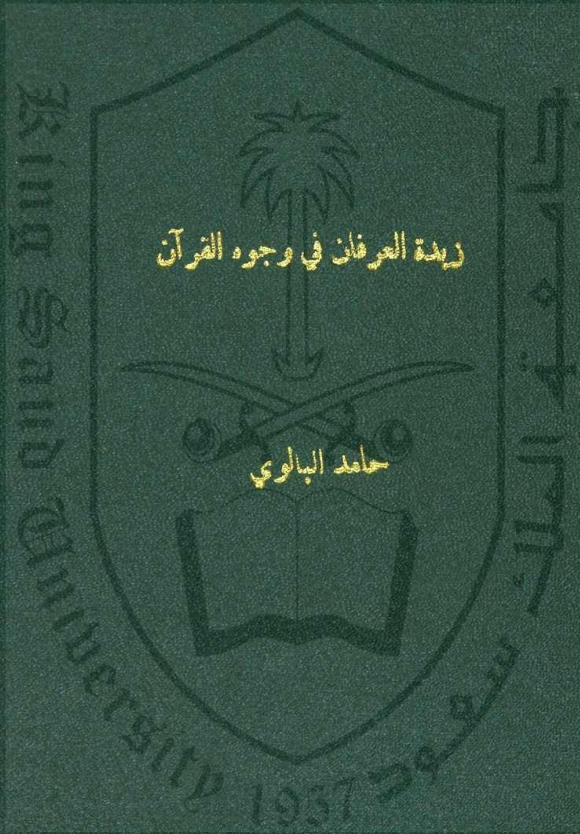 زبدة العرفان في وجوه القرآن
حامد البالوي
King Saud University 1957
جامعة الملك سعود